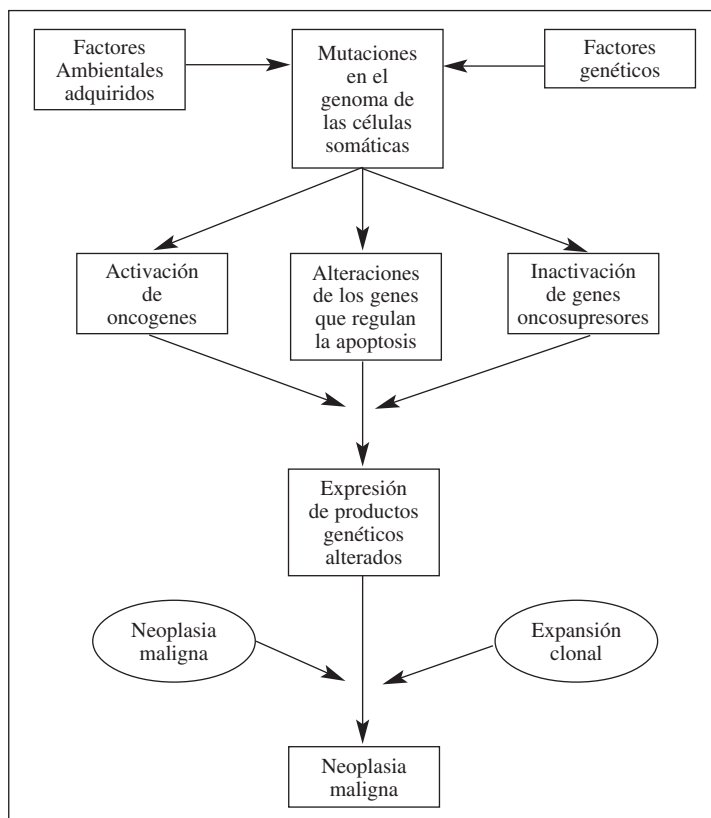 Factores
Ambientales
adquiridos
Mutaciones
en el
genoma de
las células
somáticas
Factores
genéticos
Activación
de
oncogenes
Alteraciones
de los genes
que regulan
la apoptosis
Inactivación
de genes
oncosupresores
Expresión
de productos
genéticos
alterados
Neoplasia
maligna
Expansión
clonal
Neoplasia
maligna